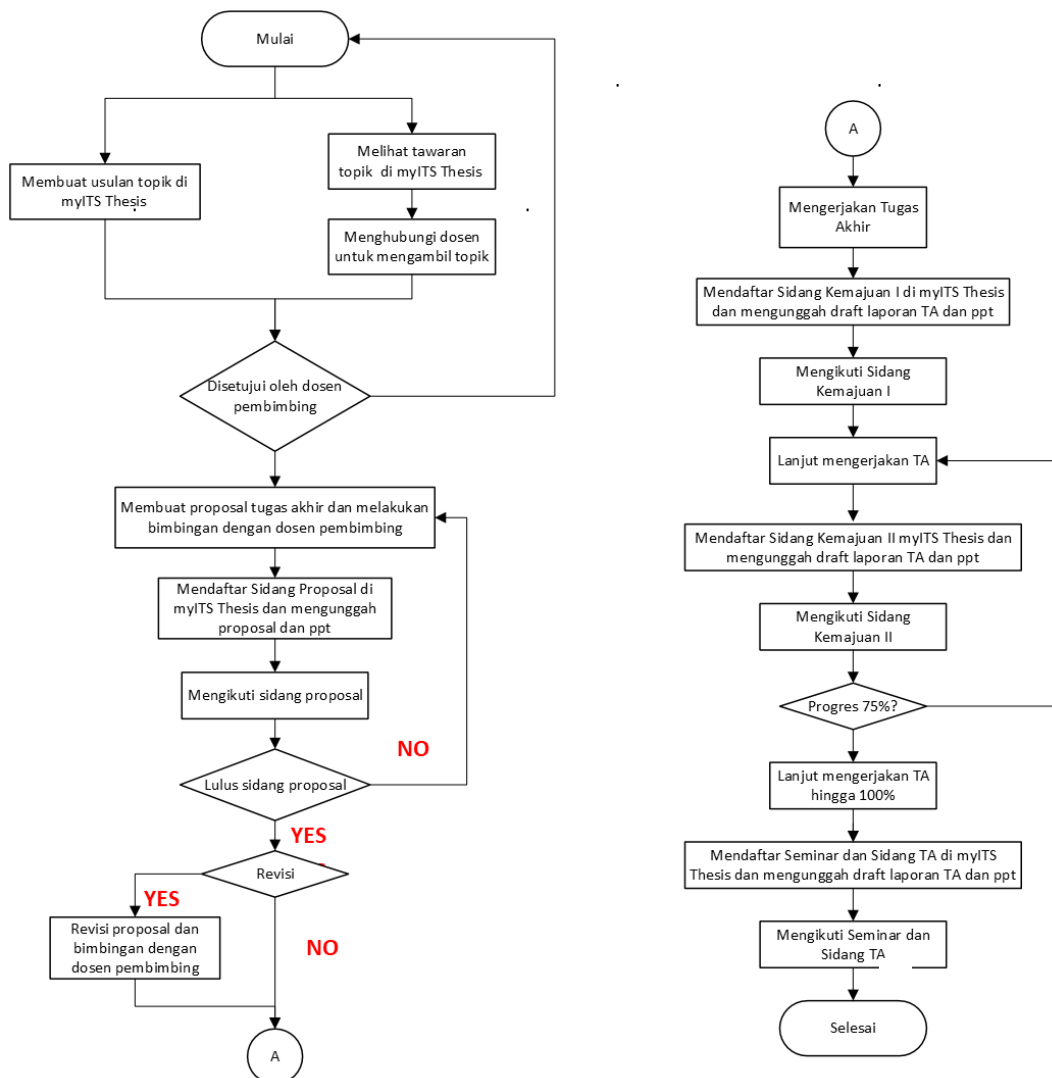 Mulai
Membuat usulan topik di
myITS Thesis
Melihat tawaran
topik di myITS Thesis
Menghubungi dosen
untuk mengambil topik
Disetujui oleh dosen
pembimbing
Membuat proposal tugas akhir dan melakukan
bimbingan dengan dosen pembimbing
Mendaftar Sidang Proposal di
myITS Thesis dan mengunggah
proposal dan ppt
Mengikuti sidang proposal
NO
Lulus sidang proposal
YES
Revisi
YES
Revisi proposal dan
bimbingan dengan
dosen pembimbing
NO
A
A
Mengerjakan Tugas
Akhir
Mendaftar Sidang Kemajuan I di myITS Thesis
dan mengunggah draft laporan TA dan ppt
Mengikuti Sidang
Kemajuan I
Lanjut mengerjakan TA
Mendaftar Sidang Kemajuan II myITS Thesis dan
mengunggah draft laporan TA dan ppt
Mengikuti Sidang
Kemajuan II
Progres 75%?
Lanjut mengerjakan TA
hingga 100%
Mendaftar Seminar dan Sidang TA di myITS
Thesis dan mengunggah draft laporan TA dan ppt
Mengikuti Seminar dan
Sidang TA
Selesai